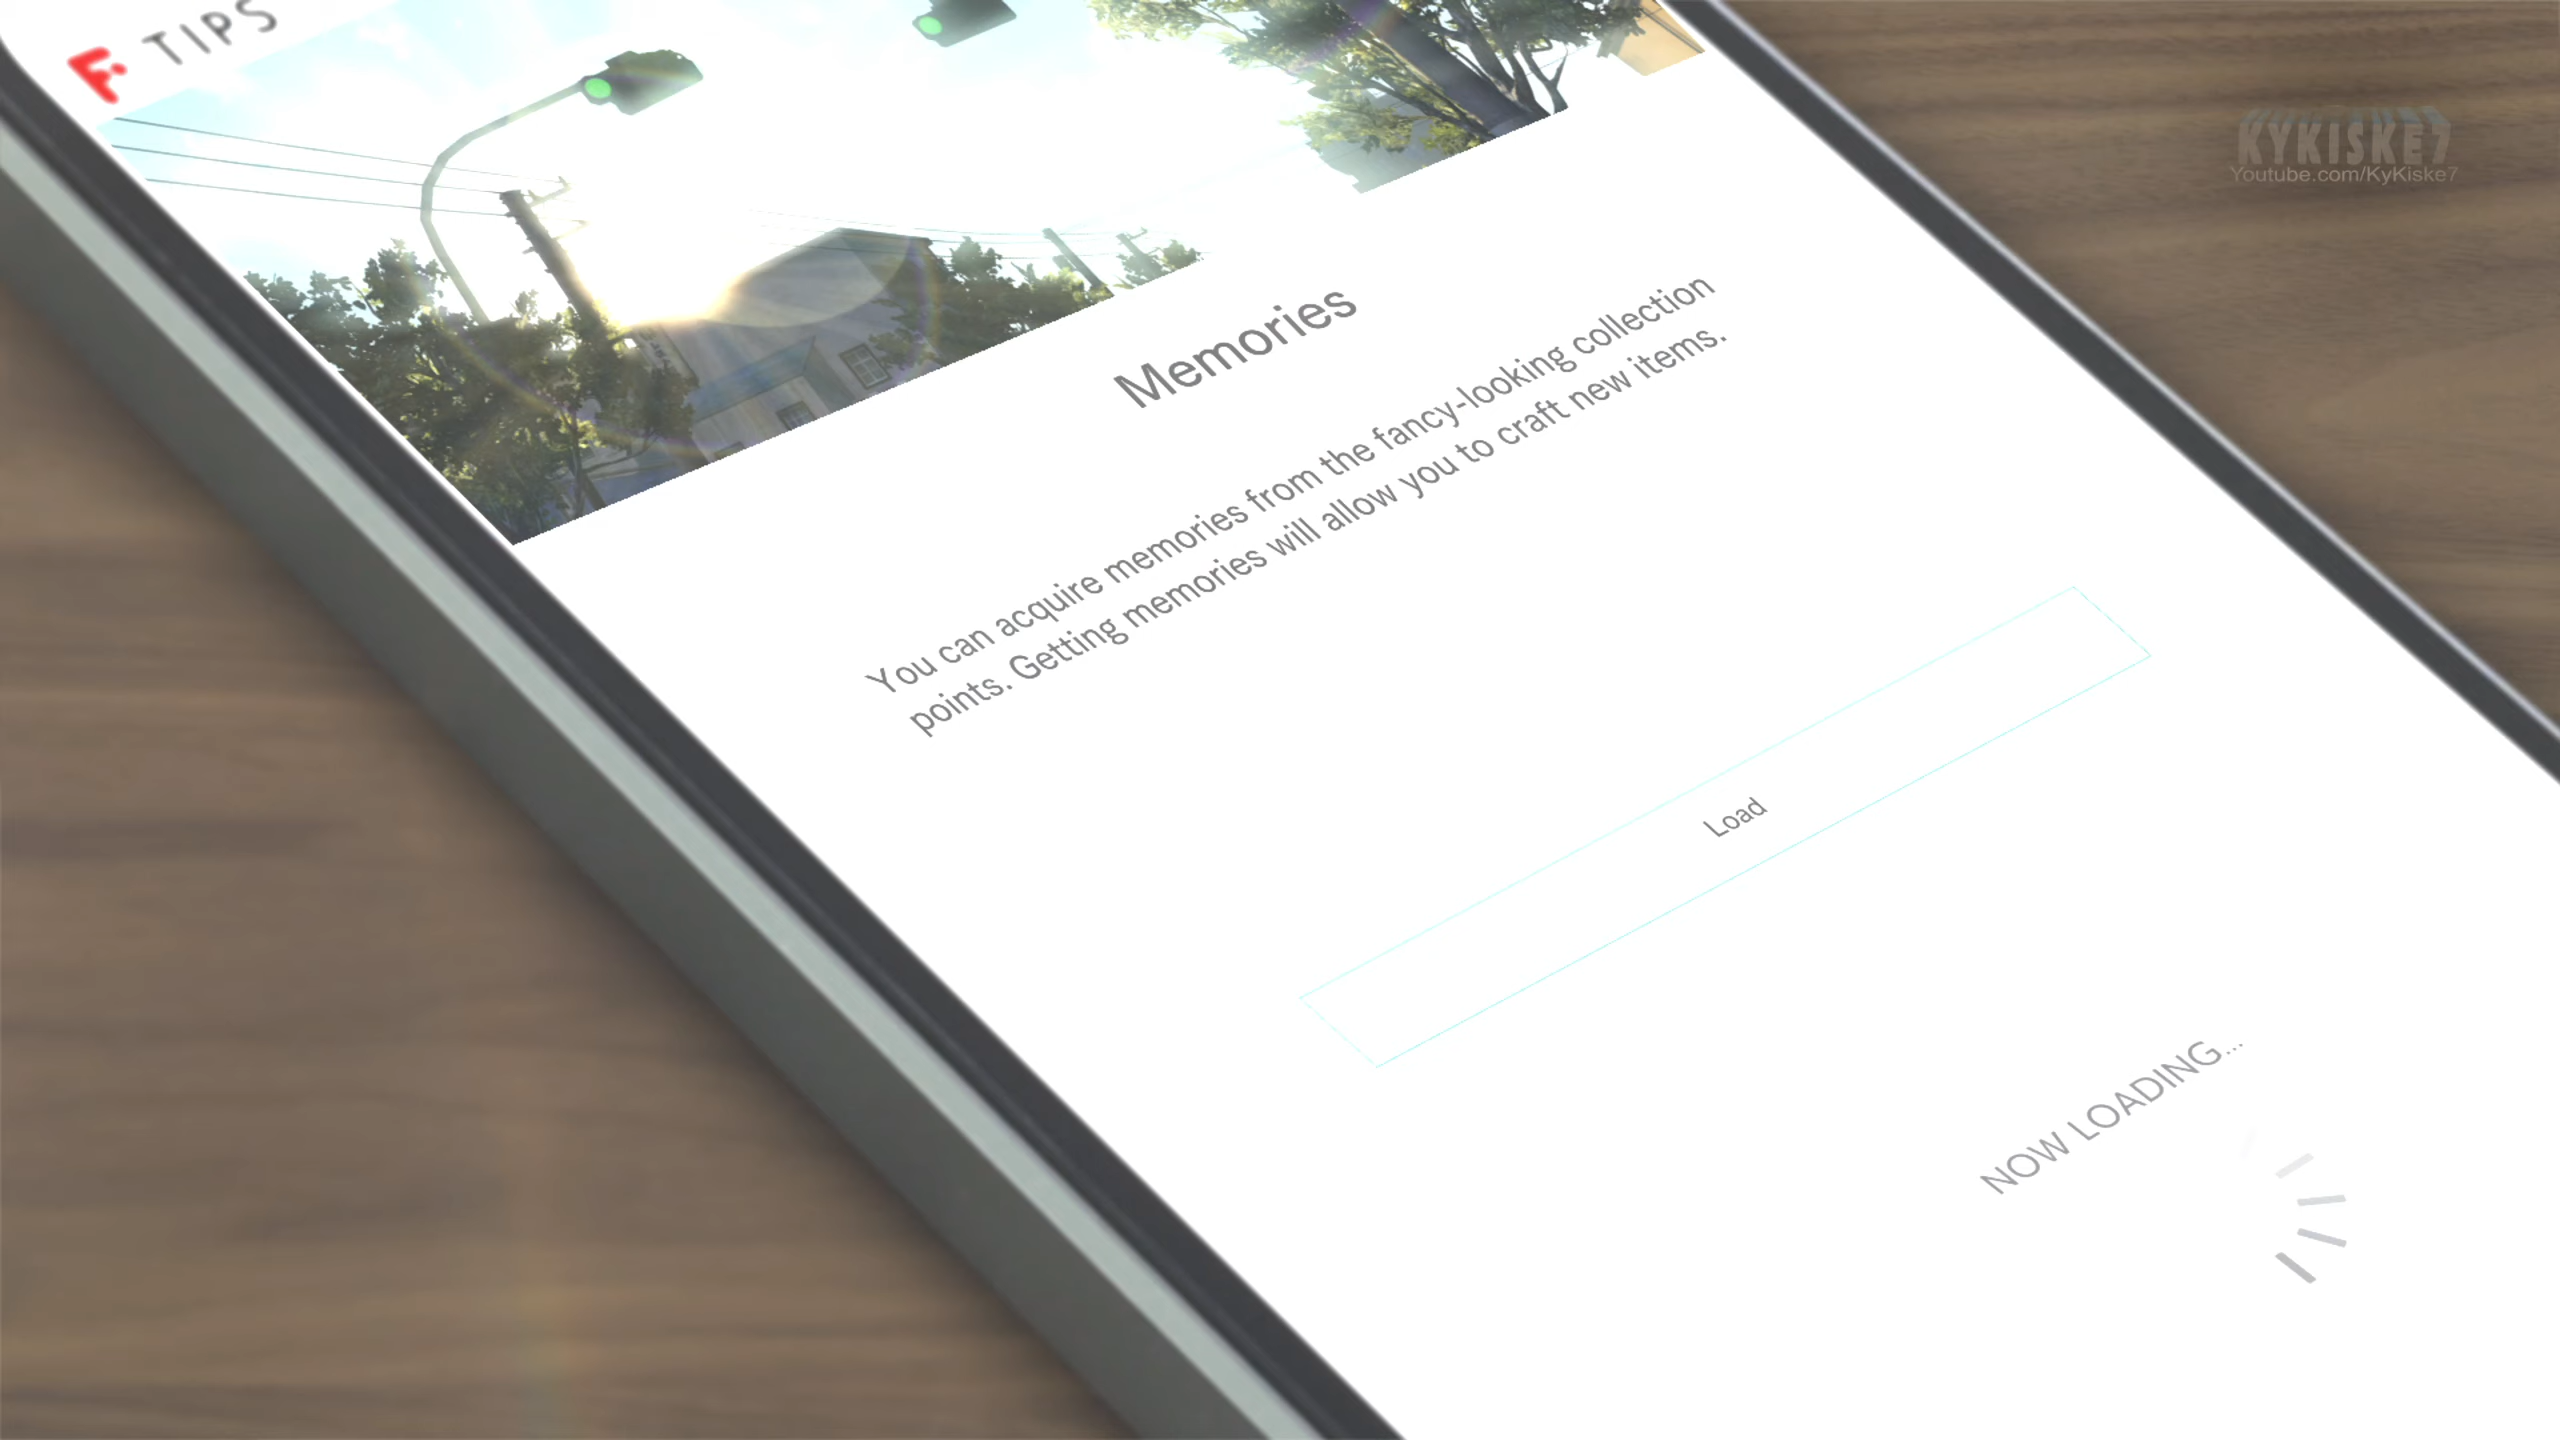 F TIPS
KYKISKE7
Youtube.com/KyKiske7
Memories
You can acquire memories from the fancy-looking collection
points. Getting memories will allow you to craft new items.
Load
NOW LOADING...